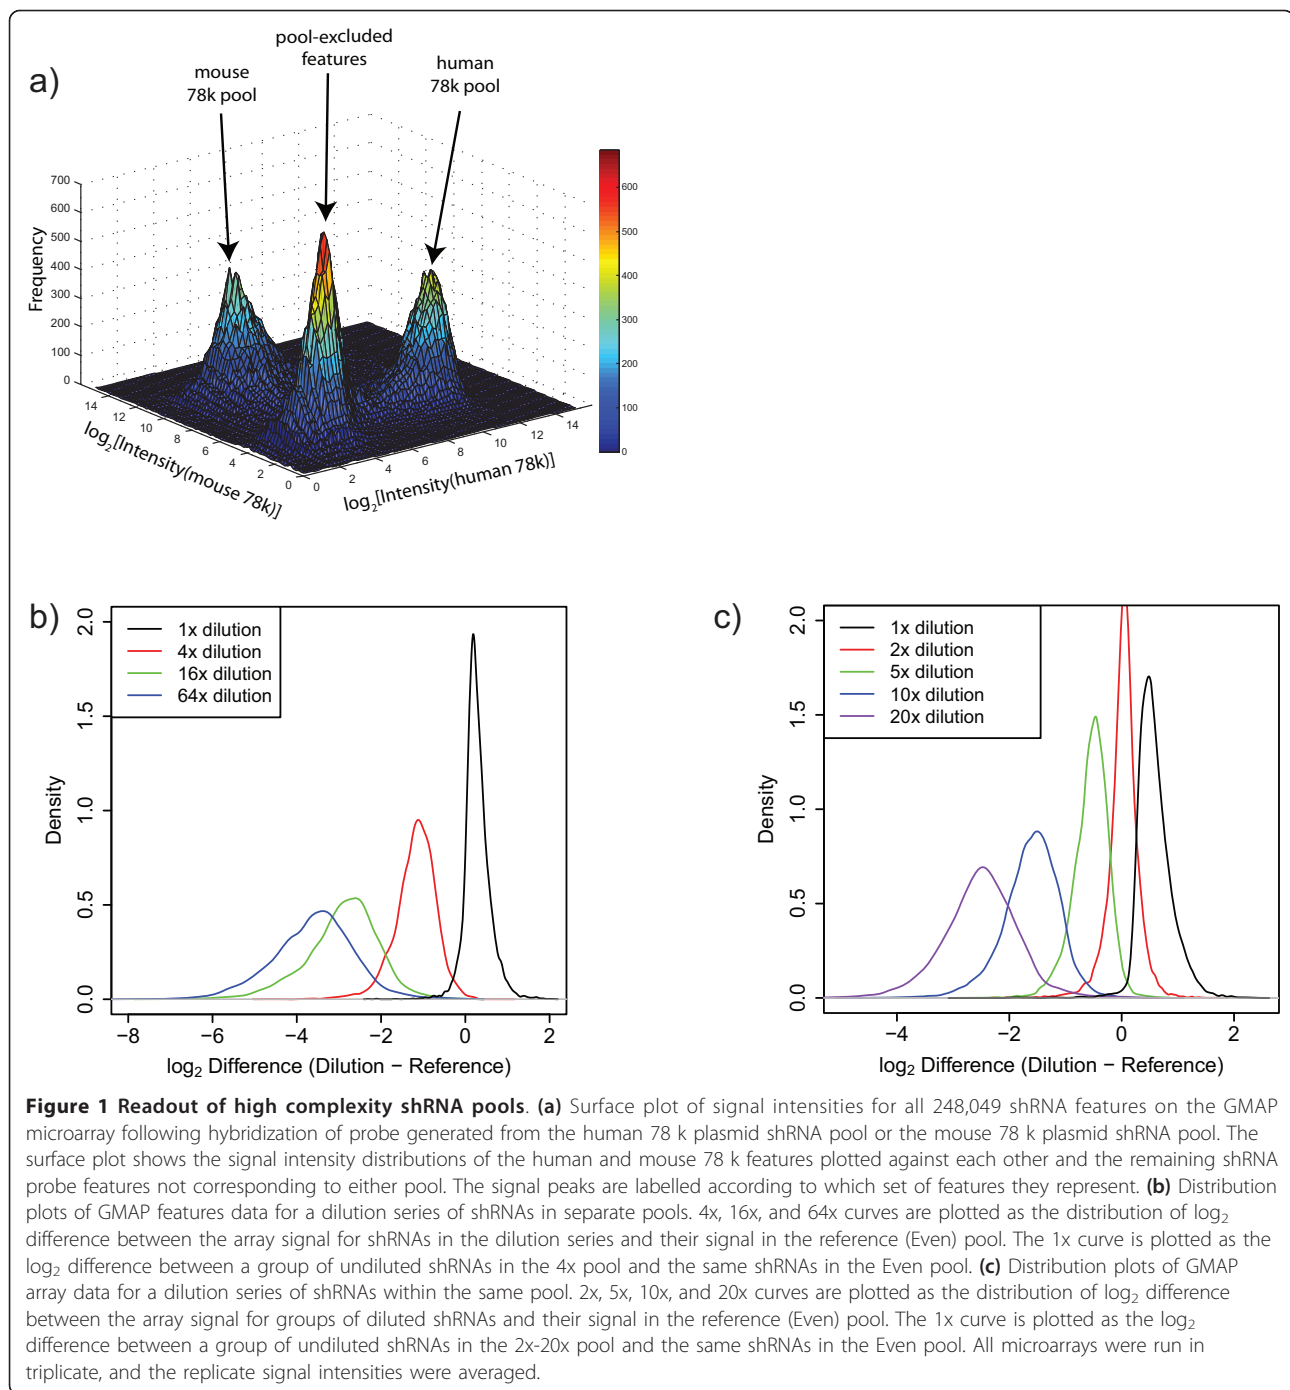 a)
mouse
78k pool
pool-excluded
features
human
78k pool
Frequency
700
600
500
400
300
200
100
0
14
12
10
8
6
4
2
0
log2[Intensity(mouse 78k)]
0
2
4
6
8
10
12
14
log2[Intensity(human 78k)]
600
500
400
300
200
100
0
b)
1x dilution
4x dilution
16x dilution
64x dilution
Density
2.0
1.5
1.0
0.5
0.0
−8
−6
−4
−2
0
2
log2 Difference (Dilution − Reference)
c)
1x dilution
2x dilution
5x dilution
10x dilution
20x dilution
Density
2.0
1.5
1.0
0.5
0.0
−4
−2
0
2
log2 Difference (Dilution − Reference)
Figure 1 Readout of high complexity shRNA pools. (a) Surface plot of signal intensities for all 248,049 shRNA features on the GMAP
microarray following hybridization of probe generated from the human 78 k plasmid shRNA pool or the mouse 78 k plasmid shRNA pool. The
surface plot shows the signal intensity distributions of the human and mouse 78 k features plotted against each other and the remaining shRNA
probe features not corresponding to either pool. The signal peaks are labelled according to which set of features they represent. (b) Distribution
plots of GMAP features data for a dilution series of shRNAs in separate pools. 4x, 16x, and 64x curves are plotted as the distribution of log2
difference between the array signal for shRNAs in the dilution series and their signal in the reference (Even) pool. The 1x curve is plotted as the
log2 difference between a group of undiluted shRNAs in the 4x pool and the same shRNAs in the Even pool. (c) Distribution plots of GMAP
array data for a dilution series of shRNAs within the same pool. 2x, 5x, 10x, and 20x curves are plotted as the distribution of log2 difference
between the array signal for groups of diluted shRNAs and their signal in the reference (Even) pool. The 1x curve is plotted as the log2
difference between a group of undiluted shRNAs in the 2x-20x pool and the same shRNAs in the Even pool. All microarrays were run in
triplicate, and the replicate signal intensities were averaged.